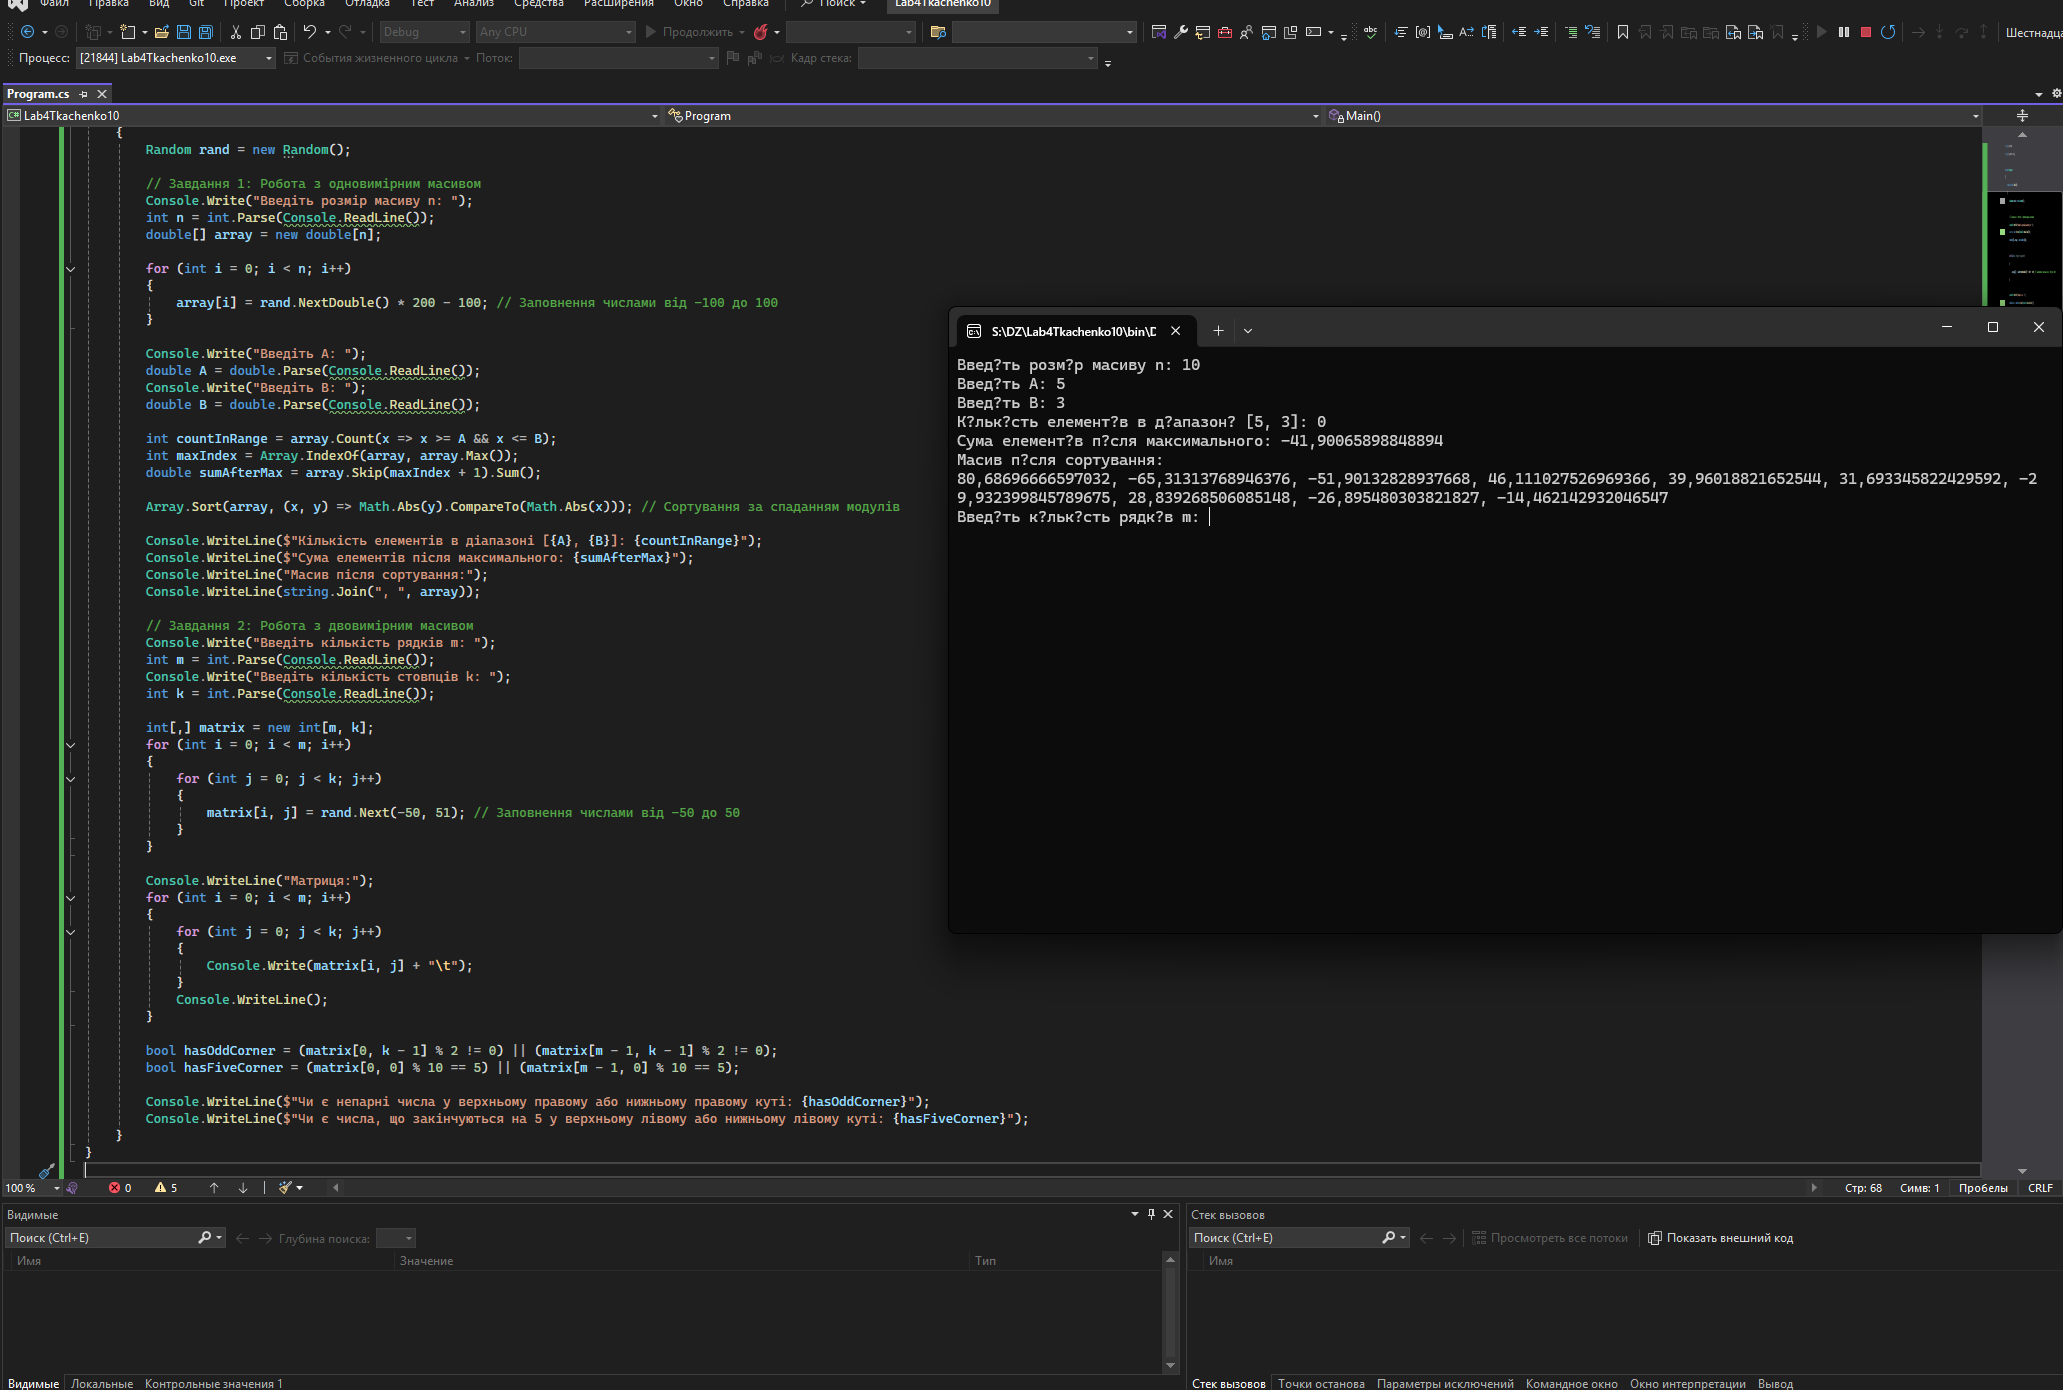 Файл Правка Вид Git Проект Сборка Отладка Тест Анализ Средства Расширения Окно Справка Поиск Lab4Tkachenko10
Debug Any CPU Продолжить
Процесс: [21844] Lab4Tkachenko10.exe События жизненного цикла Поток: Кадр стека:
Program.cs
Lab4Tkachenko10 Program Main()
{
Random rand = new Random();
// Завдання 1: Робота з одновимірним масивом
Console.Write("Введіть розмір масиву n: ");
int n = int.Parse(Console.ReadLine());
double[] array = new double[n];
for (int i = 0; i < n; i++)
{
array[i] = rand.NextDouble() * 200 - 100; // Заповнення числами від -100 до 100
}
Console.Write("Введіть A: ");
double A = double.Parse(Console.ReadLine());
Console.Write("Введіть B: ");
double B = double.Parse(Console.ReadLine());
int countInRange = array.Count(x => x >= A && x <= B);
int maxIndex = Array.IndexOf(array, array.Max());
double sumAfterMax = array.Skip(maxIndex + 1).Sum();
Array.Sort(array, (x, y) => Math.Abs(y).CompareTo(Math.Abs(x))); // Сортування за спаданням модулів
Console.WriteLine($"Кількість елементів в діапазоні [{A}, {B}]: {countInRange}");
Console.WriteLine($"Сума елементів після максимального: {sumAfterMax}");
Console.WriteLine("Масив після сортування:");
Console.WriteLine(string.Join(", ", array));
// Завдання 2: Робота з двовимірним масивом
Console.Write("Введіть кількість рядків m: ");
int m = int.Parse(Console.ReadLine());
Console.Write("Введіть кількість стовпців k: ");
int k = int.Parse(Console.ReadLine());
int[,] matrix = new int[m, k];
for (int i = 0; i < m; i++)
{
for (int j = 0; j < k; j++)
{
matrix[i, j] = rand.Next(-50, 51); // Заповнення числами від -50 до 50
}
}
Console.WriteLine("Матриця:");
for (int i = 0; i < m; i++)
{
for (int j = 0; j < k; j++)
{
Console.Write(matrix[i, j] + "\t");
}
Console.WriteLine();
}
bool hasOddCorner = (matrix[0, k - 1] % 2 != 0) || (matrix[m - 1, k - 1] % 2 != 0);
bool hasFiveCorner = (matrix[0, 0] % 10 == 5) || (matrix[m - 1, 0] % 10 == 5);
Console.WriteLine($"Чи є непарні числа у верхньому правому або нижньому правому куті: {hasOddCorner}");
Console.WriteLine($"Чи є числа, що закінчуються на 5 у верхньому лівому або нижньому лівому куті: {hasFiveCorner}");
}
}
S:\DZ\Lab4Tkachenko10\bin\D
Введ?ть розм?р масиву n: 10
Введ?ть A: 5
Введ?ть B: 3
К?льк?сть елемент?в в д?апазон? [5, 3]: 0
Сума елемент?в п?сля максимального: -41,90065898848894
Масив п?сля сортування:
80,68696666597032, -65,31313768946376, -51,90132828937668, 46,111027526969366, 39,96018821652544, 31,693345822429592, -2
9,932399845789675, 28,839268506085148, -26,895480303821827, -14,462142932046547
Введ?ть к?льк?сть рядк?в m:
100 % 0 5 Стр: 68 Симв: 1 Пробелы CRLF
Видимые
Поиск (Ctrl+E) Глубина поиска:
Имя Значение Тип
Видимые Локальные Контрольные значения 1
Стек вызовов
Поиск (Ctrl+E) Просмотреть все потоки Показать внешний код
Имя
Стек вызовов Точки останова Параметры исключений Командное окно Окно интерпретации Вывод